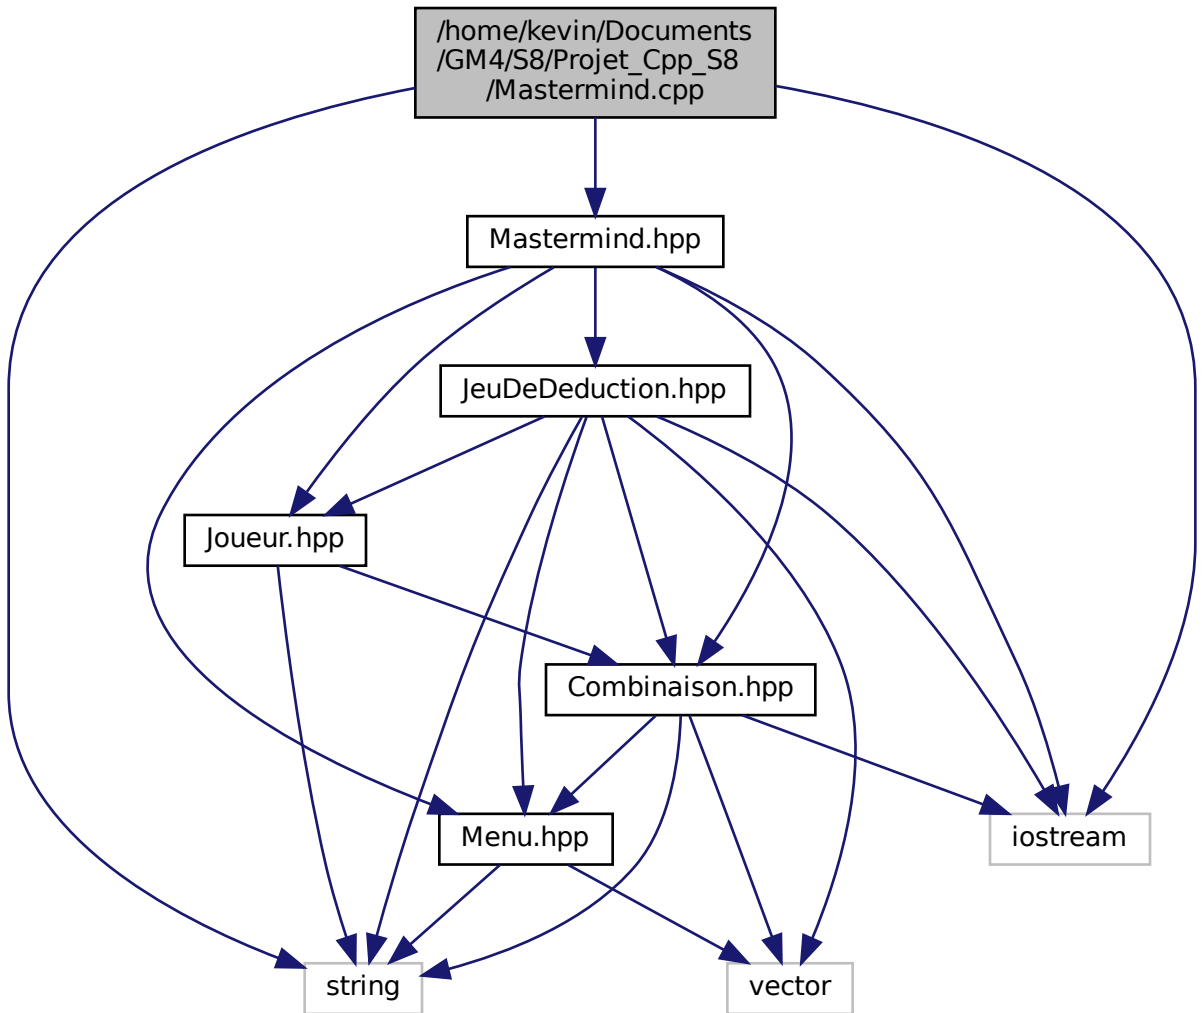 /home/kevin/Documents
/GM4/S8/Projet_Cpp_S8
/Mastermind.cpp
Mastermind.hpp
JeuDeDeduction.hpp
Joueur.hpp
Combinaison.hpp
Menu.hpp
iostream
string
vector